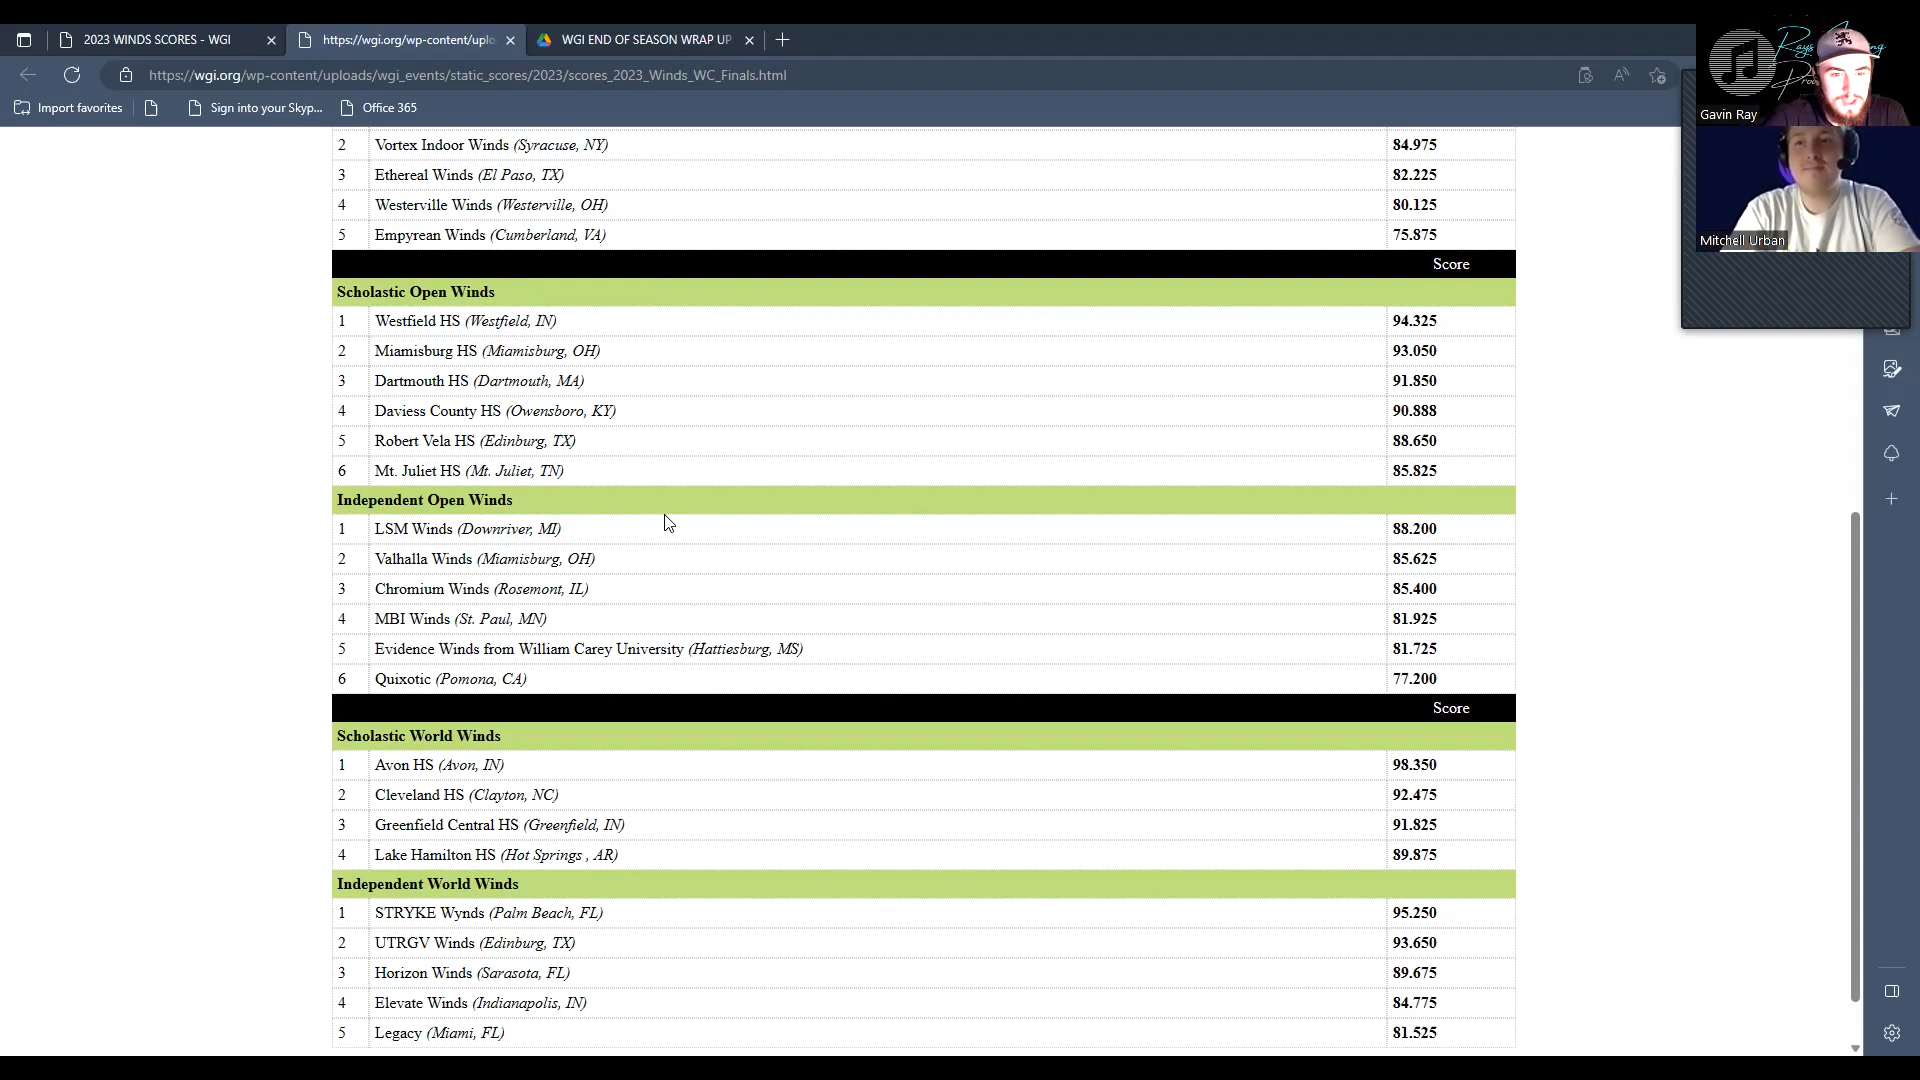 2023 WINDS SCORES - WGI
https://wgi.org/wp-content/uplo
WGI END OF SEASON WRAP UP
https://wgi.org/wp-content/uploads/wgi_events/static_scores/2023/scores_2023_Winds_WC_Finals.html
Import favorites
Sign into your Skyp...
Office 365
Gavin Ray
Mitchell Urban
2 Vortex Indoor Winds (Syracuse, NY) 84.975
3 Ethereal Winds (El Paso, TX) 82.225
4 Westerville Winds (Westerville, OH) 80.125
5 Empyrean Winds (Cumberland, VA) 75.875
Score
Scholastic Open Winds
1 Westfield HS (Westfield, IN) 94.325
2 Miamisburg HS (Miamisburg, OH) 93.050
3 Dartmouth HS (Dartmouth, MA) 91.850
4 Daviess County HS (Owensboro, KY) 90.888
5 Robert Vela HS (Edinburg, TX) 88.650
6 Mt. Juliet HS (Mt. Juliet, TN) 85.825
Independent Open Winds
1 LSM Winds (Downriver, MI) 88.200
2 Valhalla Winds (Miamisburg, OH) 85.625
3 Chromium Winds (Rosemont, IL) 85.400
4 MBI Winds (St. Paul, MN) 81.925
5 Evidence Winds from William Carey University (Hattiesburg, MS) 81.725
6 Quixotic (Pomona, CA) 77.200
Score
Scholastic World Winds
1 Avon HS (Avon, IN) 98.350
2 Cleveland HS (Clayton, NC) 92.475
3 Greenfield Central HS (Greenfield, IN) 91.825
4 Lake Hamilton HS (Hot Springs , AR) 89.875
Independent World Winds
1 STRYKE Wynds (Palm Beach, FL) 95.250
2 UTRGV Winds (Edinburg, TX) 93.650
3 Horizon Winds (Sarasota, FL) 89.675
4 Elevate Winds (Indianapolis, IN) 84.775
5 Legacy (Miami, FL) 81.525